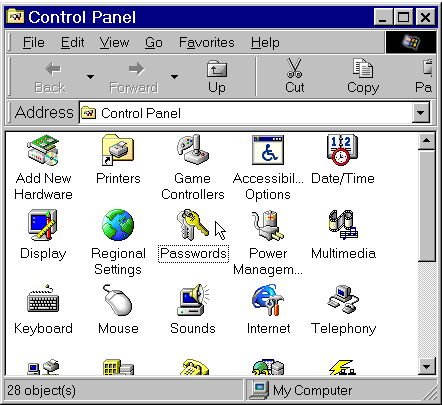 Control Panel
File Edit View Go Favorites Help
Back Forward Up Cut Copy Pa
Address Control Panel
Add New Hardware
Printers
Game Controllers
Accessibil... Options
Date/Time
Display
Regional Settings
Passwords
Power Managem...
Multimedia
Keyboard
Mouse
Sounds
Internet
Telephony
28 object(s) My Computer